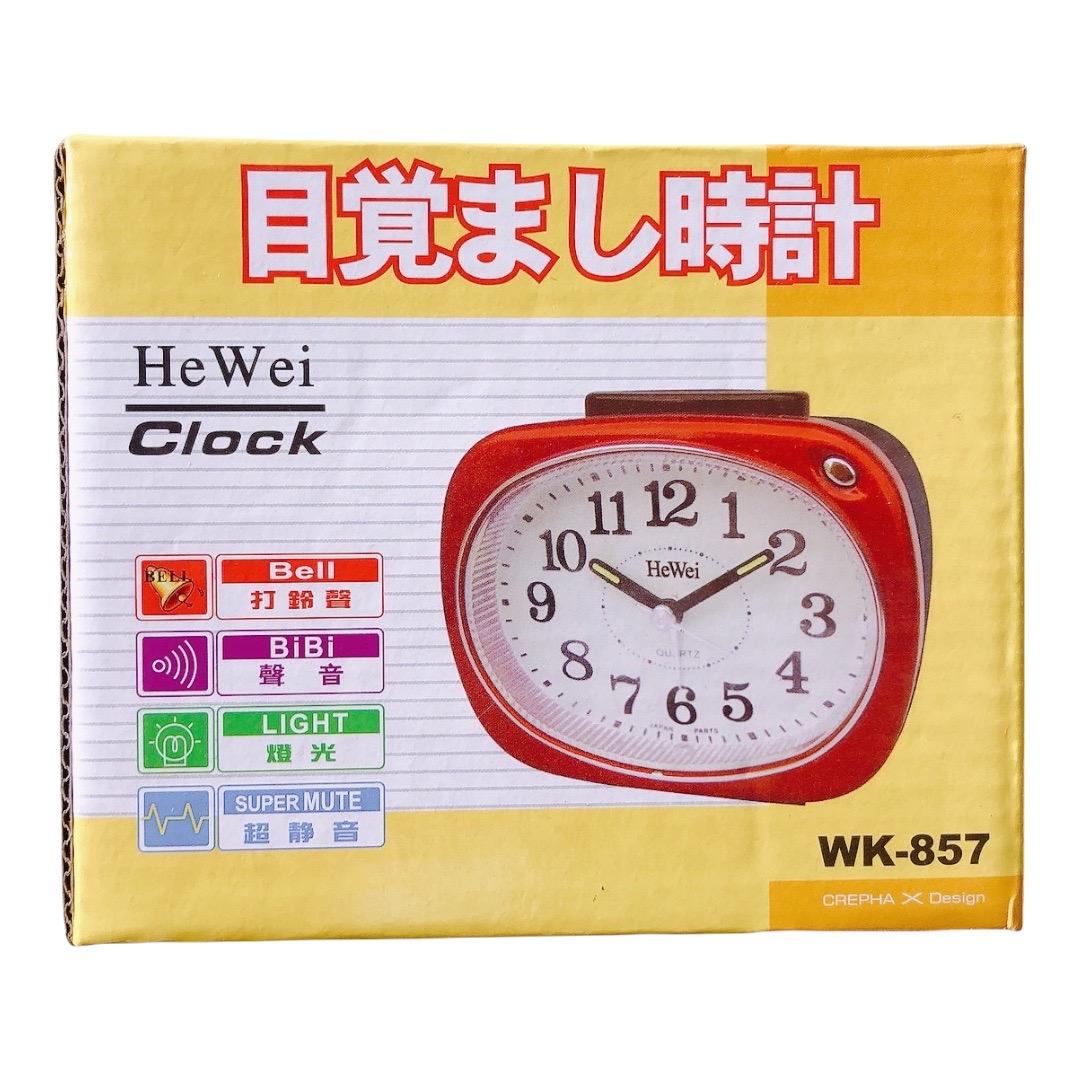 目覚まし時計
HeWei
Clock
BELL
Bell
打鈴聲
BiBi
聲音
LIGHT
燈光
SUPER MUTE
超静音
11 12 1
10 2
9 3
8 4
7 6 5
HeWei
QUARTZ
JAPAN PARTS
WK-857
CREPHA X Design